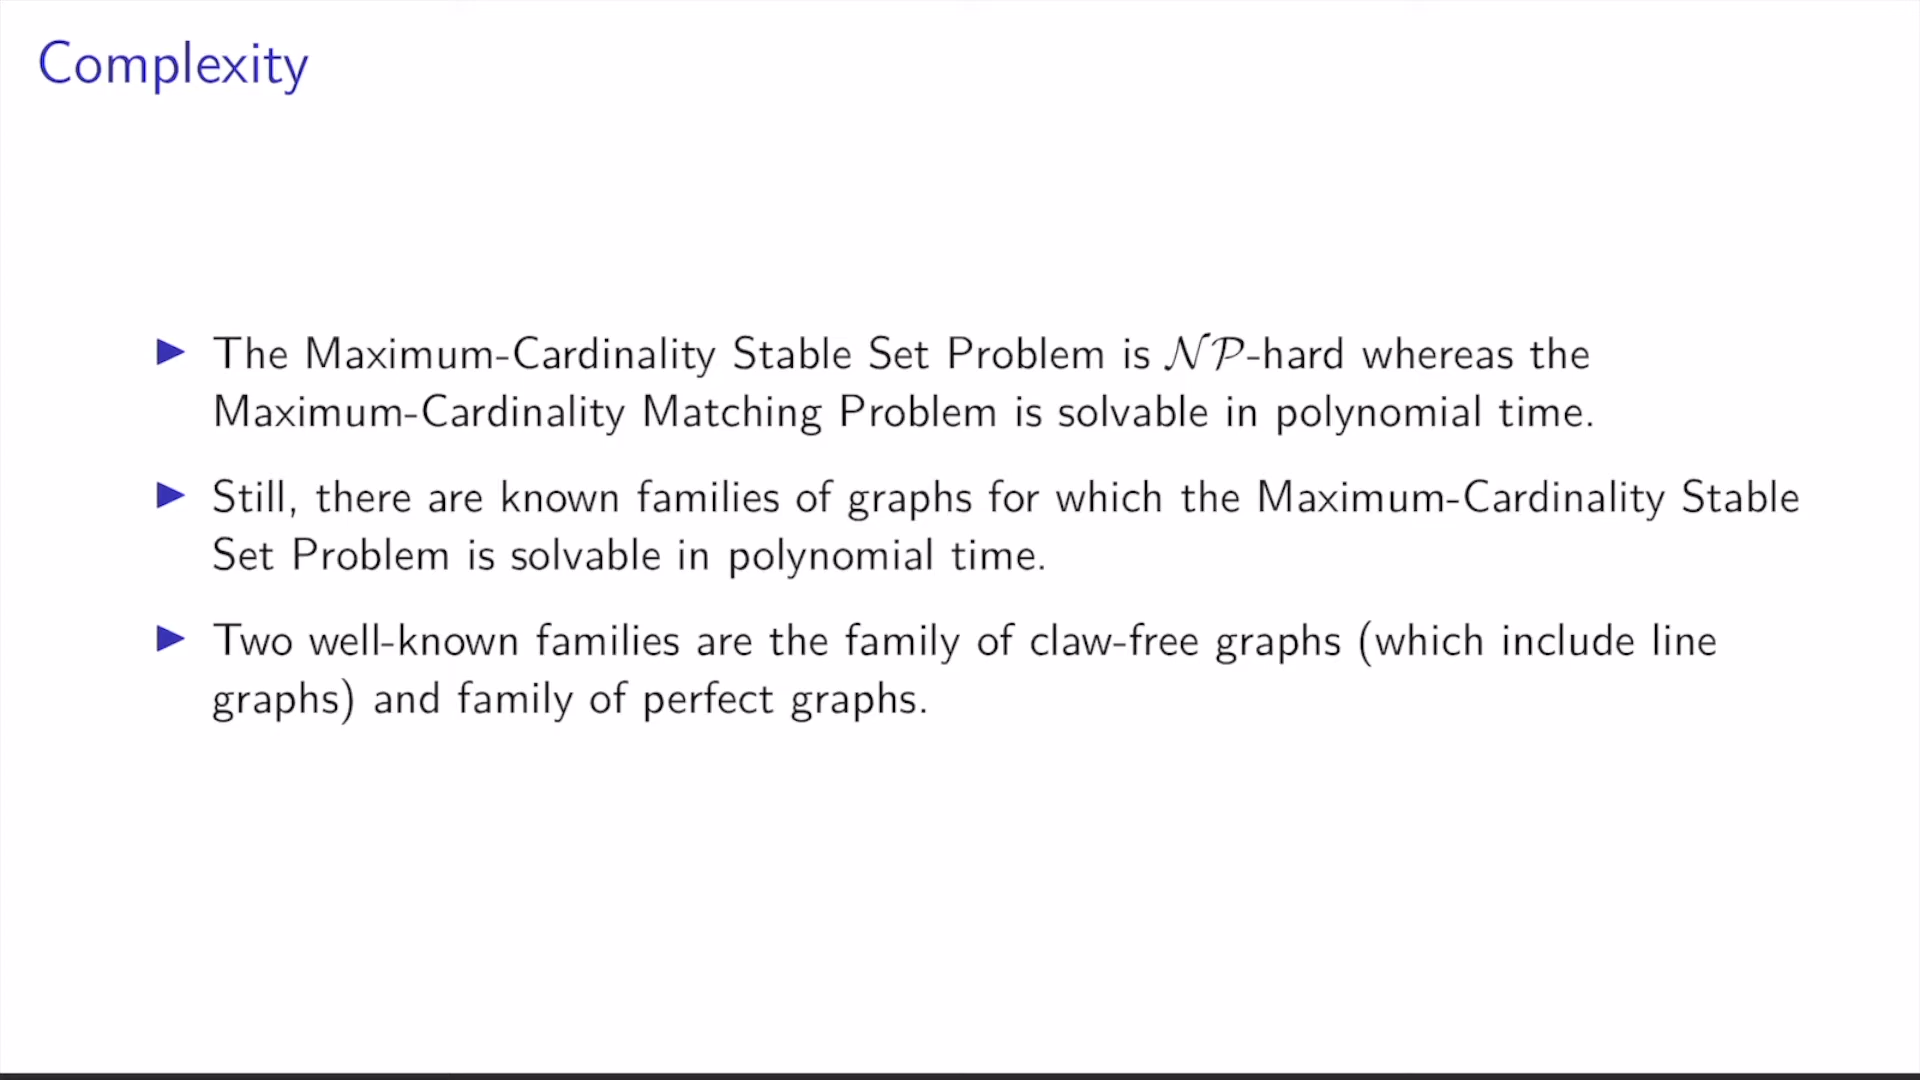 Complexity
▶ The Maximum-Cardinality Stable Set Problem is 𝒩𝒫-hard whereas the
Maximum-Cardinality Matching Problem is solvable in polynomial time.
▶ Still, there are known families of graphs for which the Maximum-Cardinality Stable
Set Problem is solvable in polynomial time.
▶ Two well-known families are the family of claw-free graphs (which include line
graphs) and family of perfect graphs.